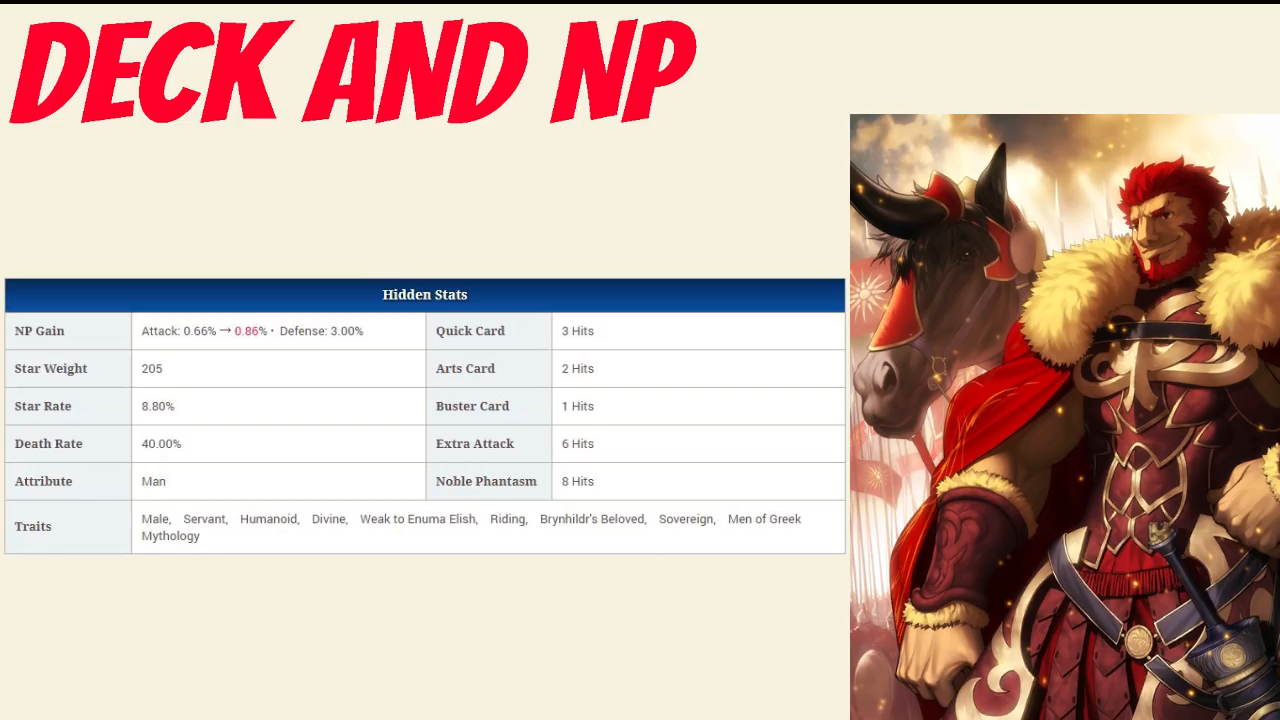 DECK AND NP
Hidden Stats
NP Gain Attack: 0.66% → 0.86% · Defense: 3.00% Quick Card 3 Hits
Star Weight 205 Arts Card 2 Hits
Star Rate 8.80% Buster Card 1 Hits
Death Rate 40.00% Extra Attack 6 Hits
Attribute Man Noble Phantasm 8 Hits
Traits Male, Servant, Humanoid, Divine, Weak to Enuma Elish, Riding, Brynhildr's Beloved, Sovereign, Men of Greek
Mythology